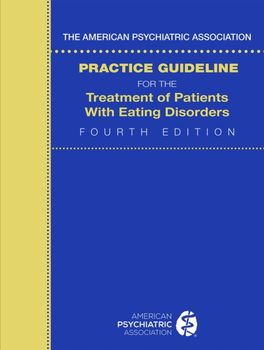 THE AMERICAN PSYCHIATRIC ASSOCIATION
PRACTICE GUIDELINE
FOR THE
Treatment of Patients
With Eating Disorders
FOURTH EDITION
AMERICAN
PSYCHIATRIC
ASSOCIATION